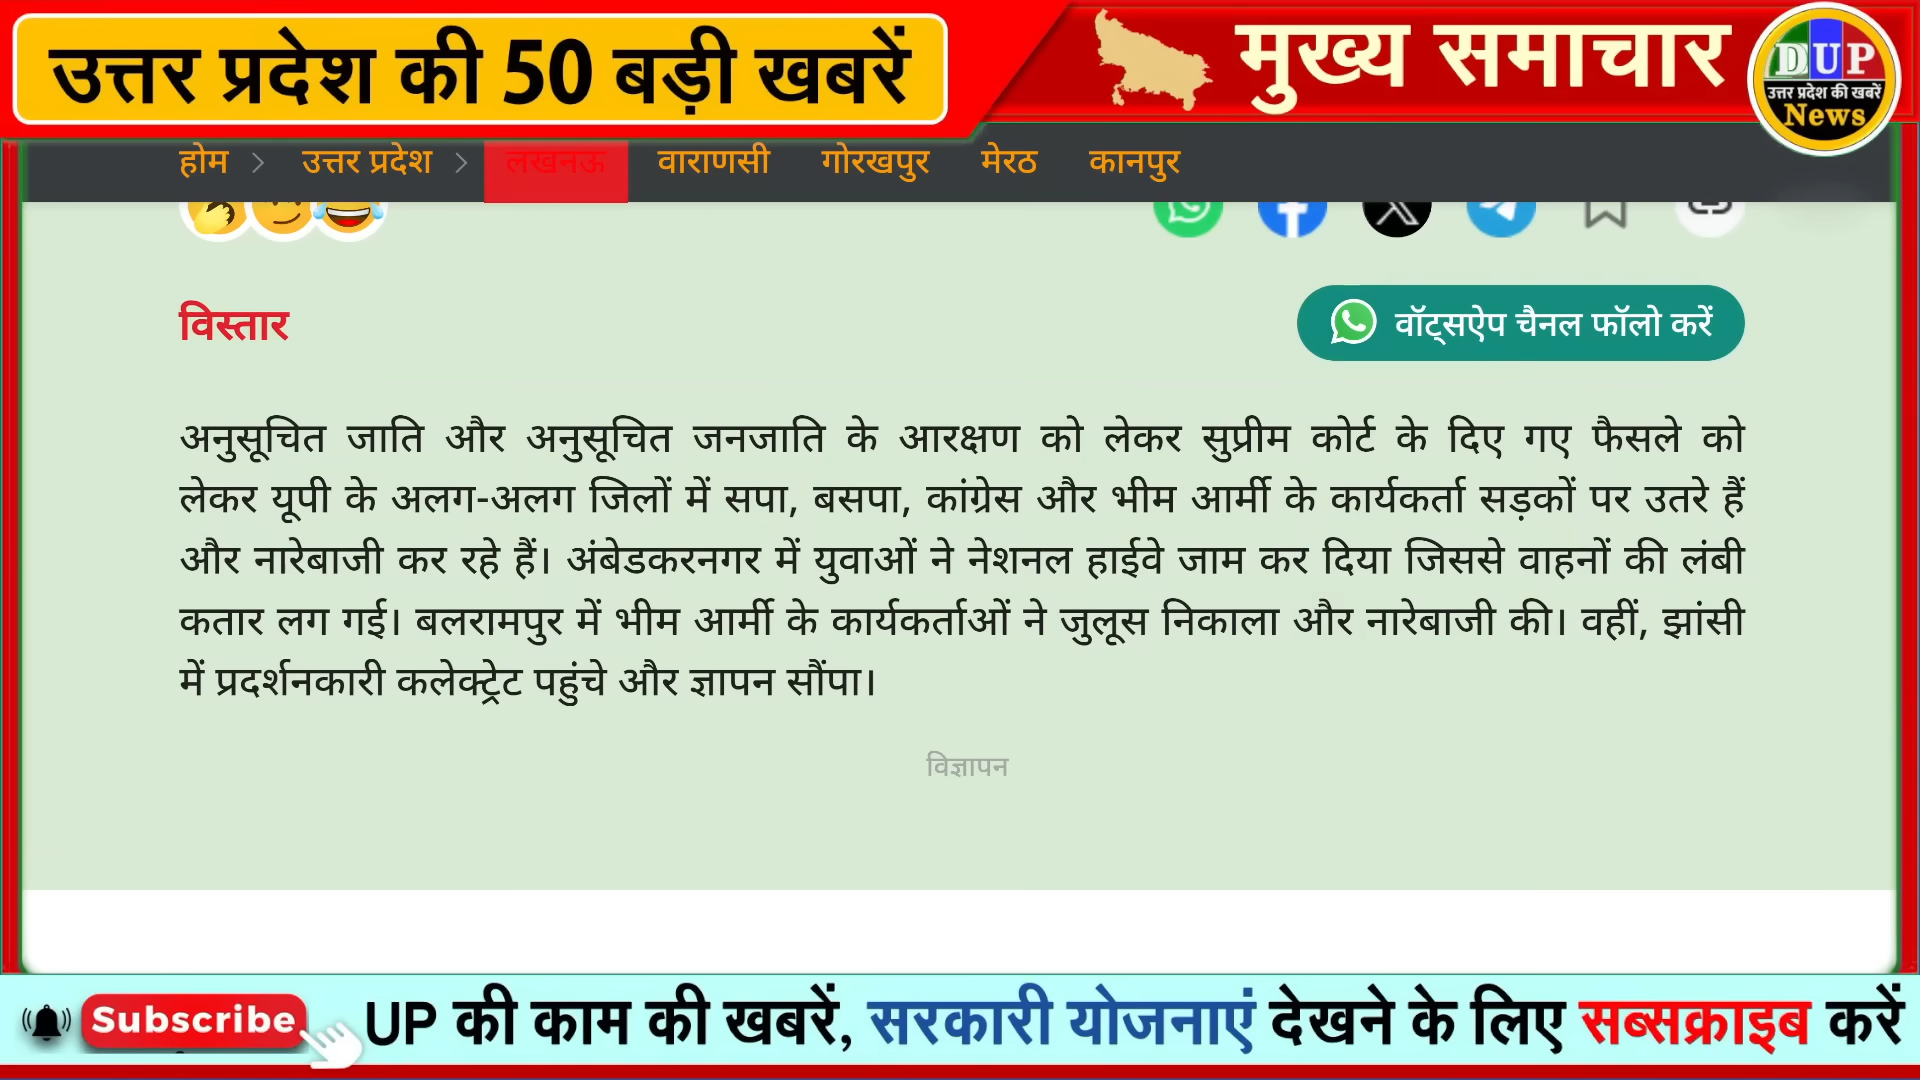 उत्तर प्रदेश की 50 बड़ी खबरें
मुख्य समाचार
DUP
उत्तर प्रदेश की खबरें
News
होम > उत्तर प्रदेश > लखनऊ वाराणसी गोरखपुर मेरठ कानपुर
विस्तार
वॉट्सऐप चैनल फॉलो करें
अनुसूचित जाति और अनुसूचित जनजाति के आरक्षण को लेकर सुप्रीम कोर्ट के दिए गए फैसले को
लेकर यूपी के अलग-अलग जिलों में सपा, बसपा, कांग्रेस और भीम आर्मी के कार्यकर्ता सड़कों पर उतरे हैं
और नारेबाजी कर रहे हैं। अंबेडकरनगर में युवाओं ने नेशनल हाईवे जाम कर दिया जिससे वाहनों की लंबी
कतार लग गई। बलरामपुर में भीम आर्मी के कार्यकर्ताओं ने जुलूस निकाला और नारेबाजी की। वहीं, झांसी
में प्रदर्शनकारी कलेक्ट्रेट पहुंचे और ज्ञापन सौंपा।
विज्ञापन
Subscribe
UP की काम की खबरें, सरकारी योजनाएं देखने के लिए सब्सक्राइब करें